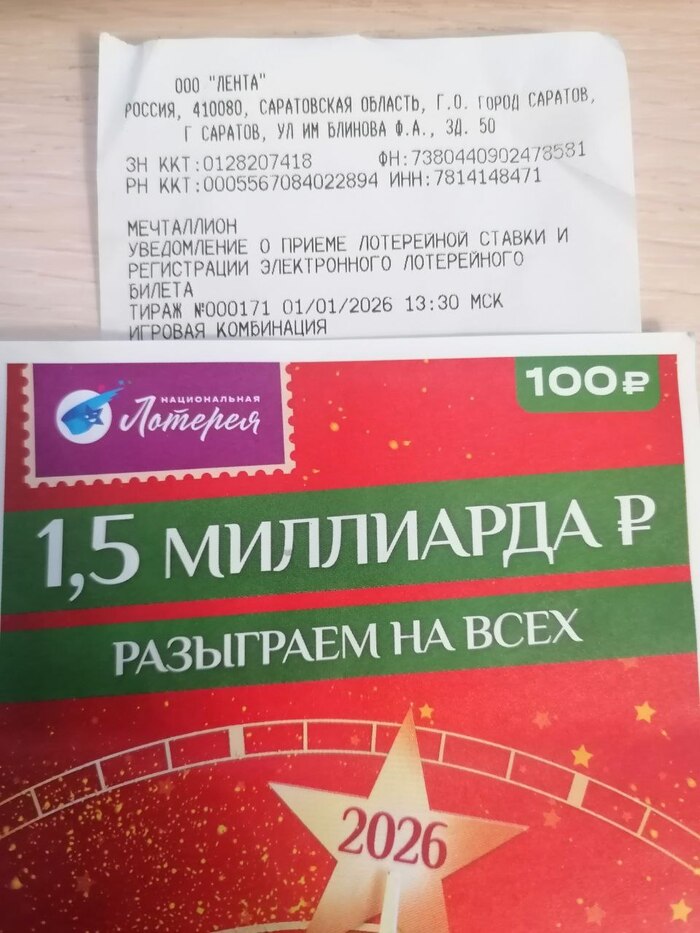 ООО "ЛЕНТА"
РОССИЯ, 410080, САРАТОВСКАЯ ОБЛАСТЬ, Г.О. ГОРОД САРАТОВ,
Г САРАТОВ, УЛ ИМ БЛИНОВА Ф.А., ЗД. 50
ЗН ККТ:0128207418 ФН:7380440902478581
РН ККТ:0005567084022894 ИНН:7814148471
МЕЧТАЛЛИОН
УВЕДОМЛЕНИЕ О ПРИЕМЕ ЛОТЕРЕЙНОЙ СТАВКИ И
РЕГИСТРАЦИИ ЭЛЕКТРОННОГО ЛОТЕРЕЙНОГО
БИЛЕТА
ТИРАЖ №000171 01/01/2026 13:30 МСК
ИГРОВАЯ КОМБИНАЦИЯ
НАЦИОНАЛЬНАЯ
Лотерея
100₽
1,5 МИЛЛИАРДА ₽
РАЗЫГРАЕМ НА ВСЕХ
2026